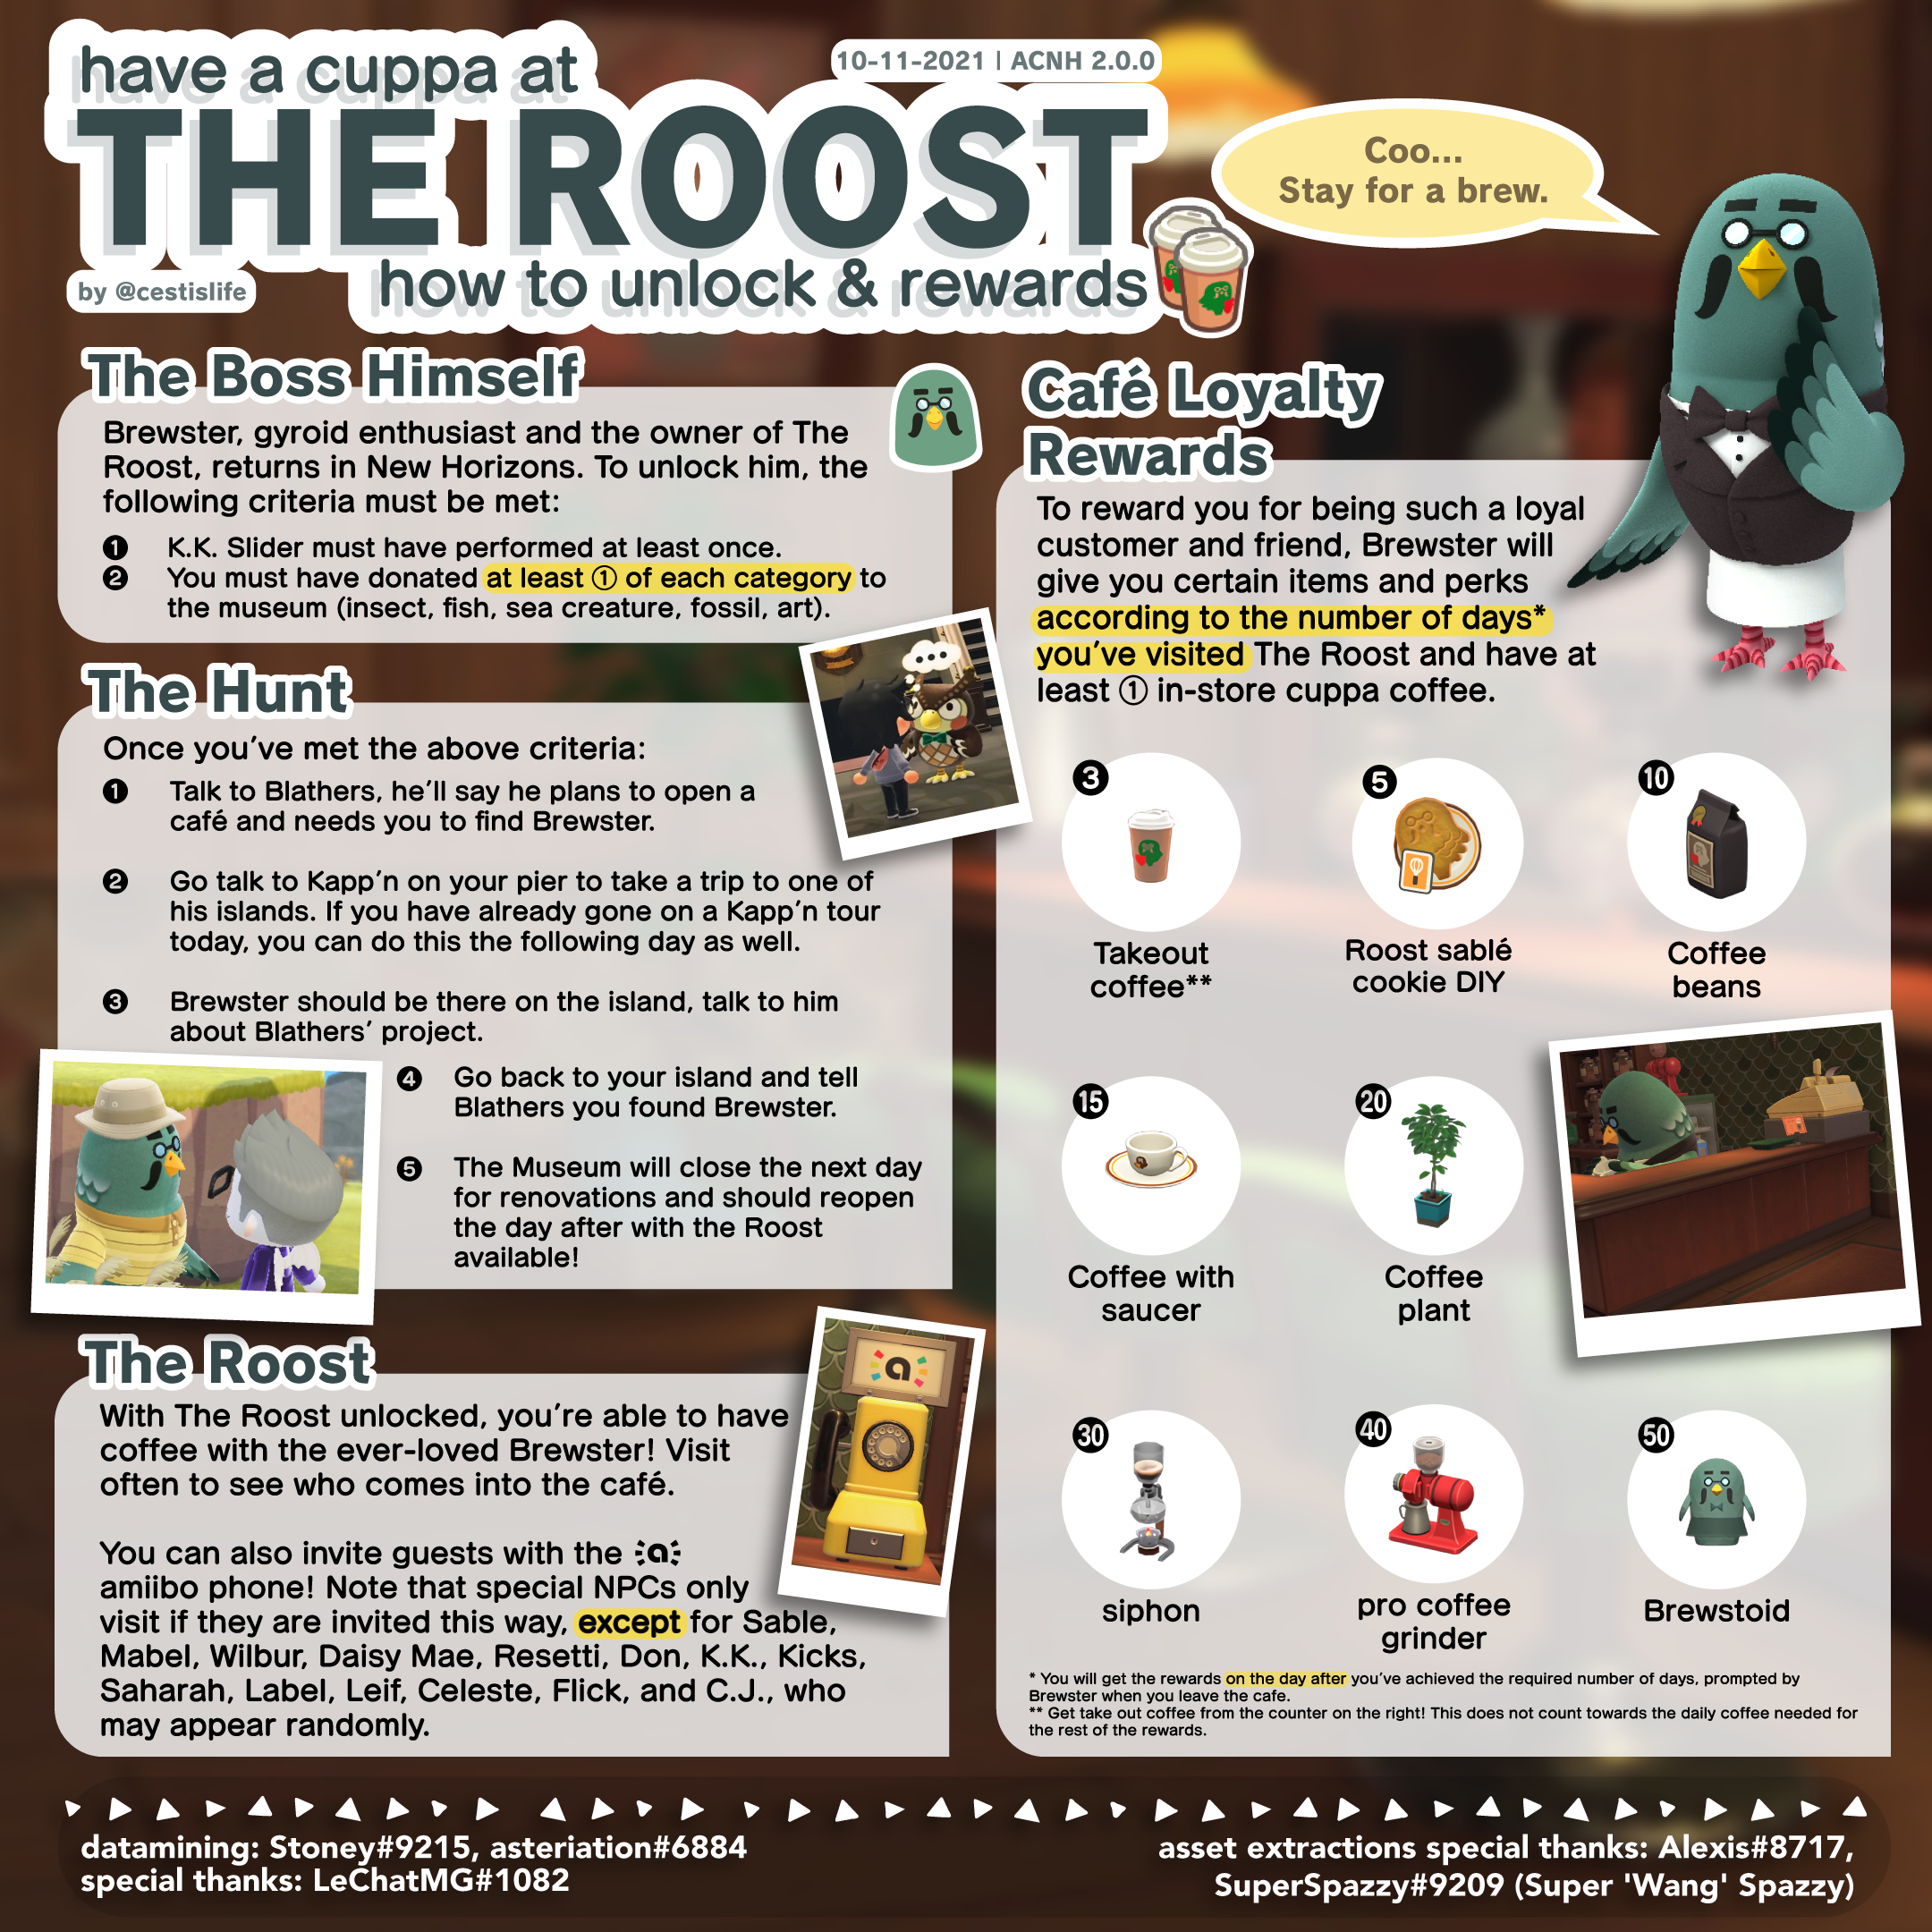 have a cuppa at
10-11-2021 | ACNH 2.0.0
THE ROOST
by @cestislife
how to unlock & rewards
Coo...
Stay for a brew.
The Boss Himself
Brewster, gyroid enthusiast and the owner of The
Roost, returns in New Horizons. To unlock him, the
following criteria must be met:
❶ K.K. Slider must have performed at least once.
❷ You must have donated at least ① of each category to
the museum (insect, fish, sea creature, fossil, art).
The Hunt
Once you've met the above criteria:
❶ Talk to Blathers, he'll say he plans to open a
café and needs you to find Brewster.
❷ Go talk to Kapp'n on your pier to take a trip to one of
his islands. If you have already gone on a Kapp'n tour
today, you can do this the following day as well.
❸ Brewster should be there on the island, talk to him
about Blathers' project.
❹ Go back to your island and tell
Blathers you found Brewster.
❺ The Museum will close the next day
for renovations and should reopen
the day after with the Roost
available!
The Roost
With The Roost unlocked, you're able to have
coffee with the ever-loved Brewster! Visit
often to see who comes into the café.
You can also invite guests with the a
amiibo phone! Note that special NPCs only
visit if they are invited this way, except for Sable,
Mabel, Wilbur, Daisy Mae, Resetti, Don, K.K., Kicks,
Saharah, Label, Leif, Celeste, Flick, and C.J., who
may appear randomly.
a
Café Loyalty
Rewards
To reward you for being such a loyal
customer and friend, Brewster will
give you certain items and perks
according to the number of days*
you've visited The Roost and have at
least ① in-store cuppa coffee.
3
Takeout
coffee**
5
Roost sablé
cookie DIY
10
Coffee
beans
15
Coffee with
saucer
20
Coffee
plant
30
siphon
40
pro coffee
grinder
50
Brewstoid
* You will get the rewards on the day after you've achieved the required number of days, prompted by
Brewster when you leave the cafe.
** Get take out coffee from the counter on the right! This does not count towards the daily coffee needed for
the rest of the rewards.
datamining: Stoney#9215, asteriation#6884
special thanks: LeChatMG#1082
asset extractions special thanks: Alexis#8717,
SuperSpazzy#9209 (Super 'Wang' Spazzy)